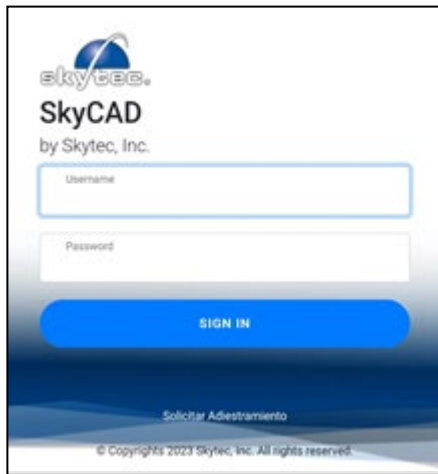 skytec.
SkyCAD
by Skytec, Inc.
Username
Password
SIGN IN
Solicitar Adiestramiento
© Copyrights 2023 Skytec, Inc. All rights reserved.